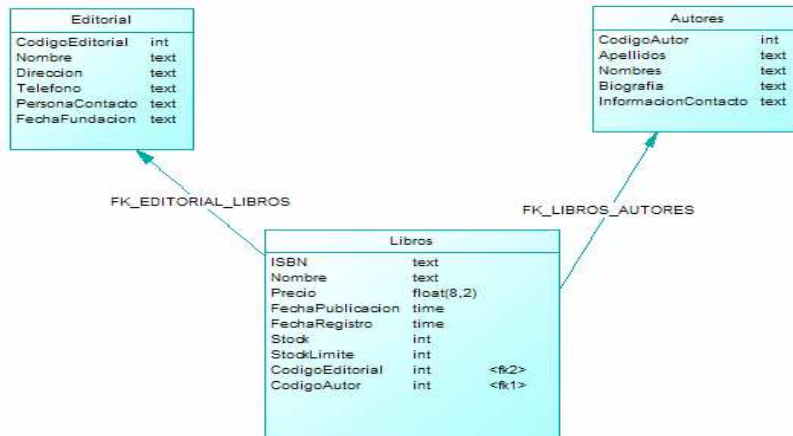 Editorial
CodigoEditorial int
Nombre text
Direccion text
Telefono text
PersonaContacto text
FechaFundacion text
Autores
CodigoAutor int
Apellidos text
Nombres text
Biografia text
InformacionContacto text
FK_EDITORIAL_LIBROS
FK_LIBROS_AUTORES
Libros
ISBN text
Nombre text
Precio float(8,2)
FechaPublicacion time
FechaRegistro time
Stock int
StockLimite int
CodigoEditorial int <fk2>
CodigoAutor int <fk1>